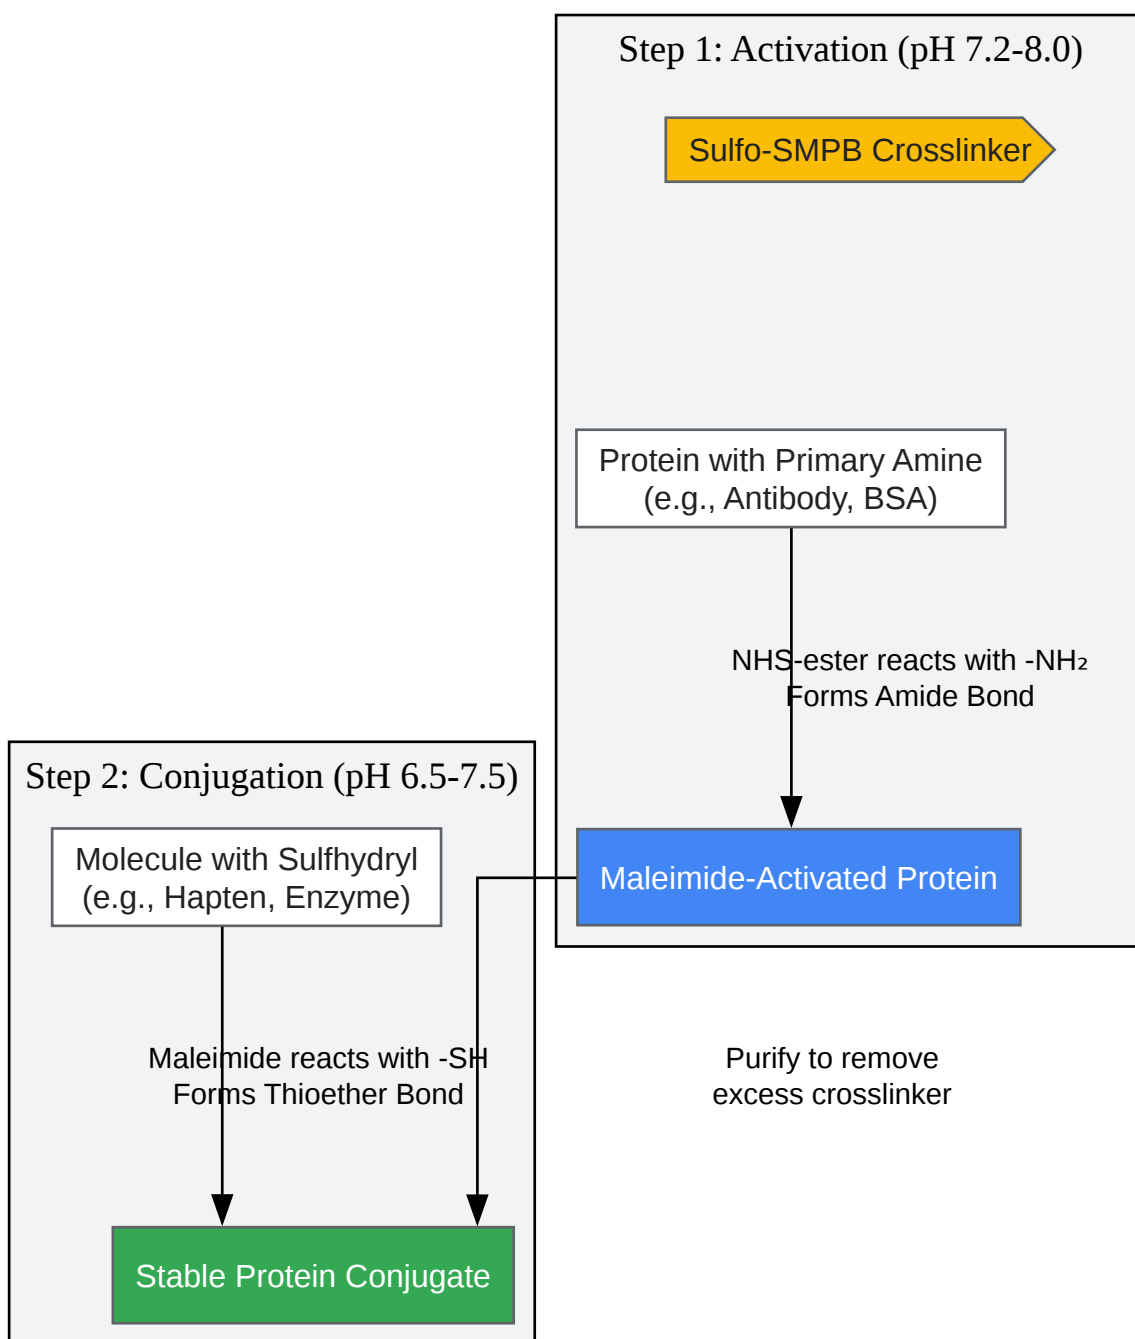 Step 1: Activation (pH 7.2-8.0)
Sulfo-SMPB Crosslinker
Protein with Primary Amine
(e.g., Antibody, BSA)
NHS-ester reacts with -NH₂
Forms Amide Bond
Maleimide-Activated Protein
Step 2: Conjugation (pH 6.5-7.5)
Molecule with Sulfhydryl
(e.g., Hapten, Enzyme)
Maleimide reacts with -SH
Forms Thioether Bond
Purify to remove
excess crosslinker
Stable Protein Conjugate